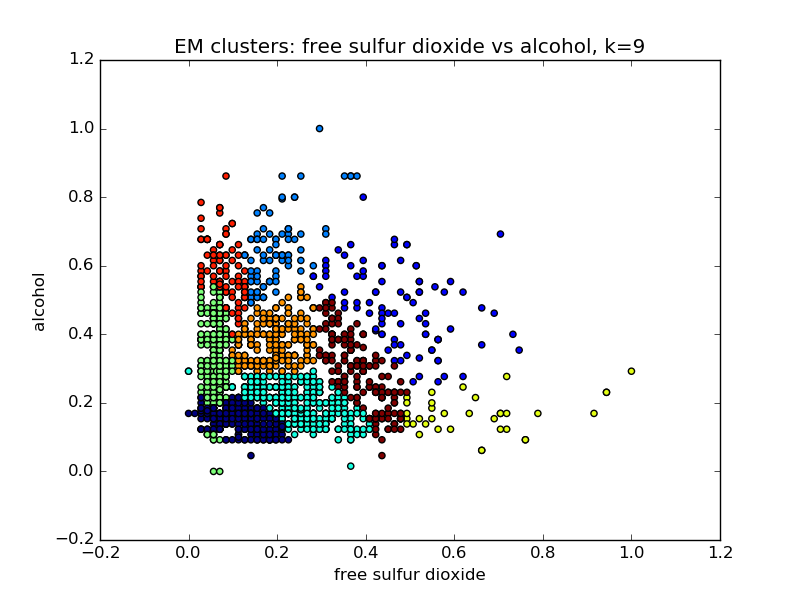 EM clusters: free sulfur dioxide vs alcohol, k=9
1.2
1.0
0.8
0.6
0.4
0.2
0.0
−0.2
alcohol
−0.2 0.0 0.2 0.4 0.6 0.8 1.0 1.2
free sulfur dioxide